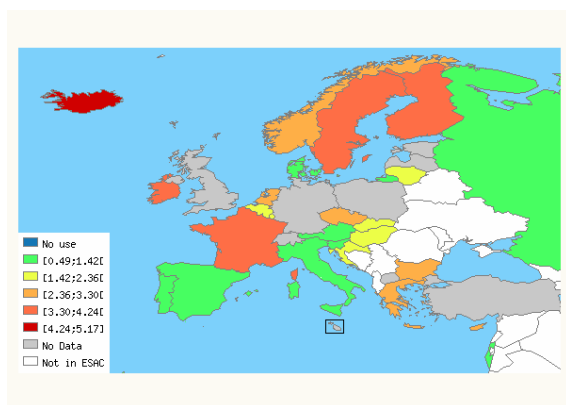 No use
[0.49;1.42[
[1.42;2.36[
[2.36;3.30[
[3.30;4.24[
[4.24;5.17]
No Data
Not in ESAC